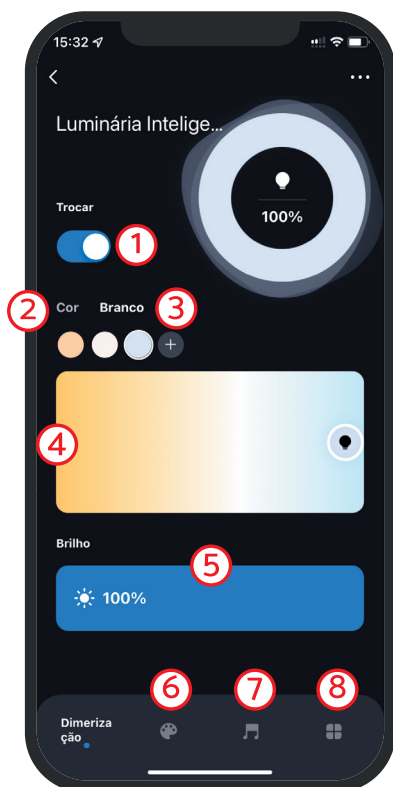 15:32
Luminária Intelige...
100%
Trocar
1
2
Cor
Branco
3
+
4
Brilho
5
100%
6
7
8
Dimeriza
ção